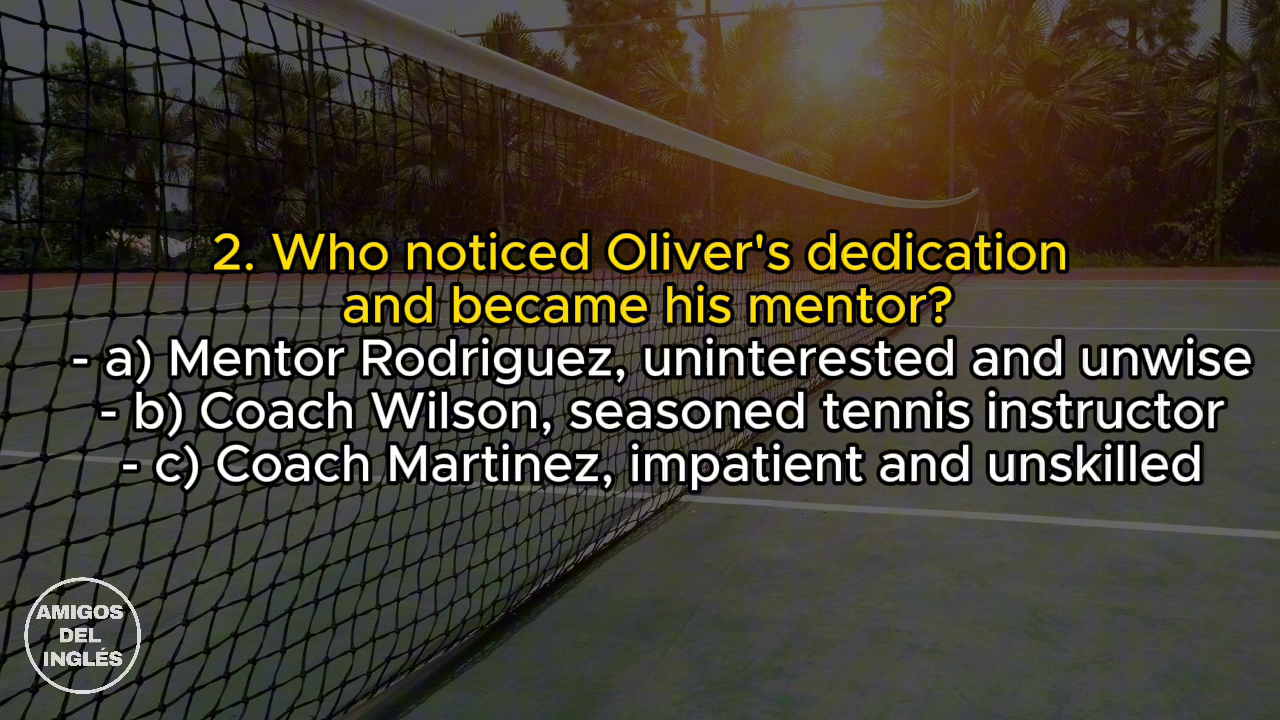 2. Who noticed Oliver's dedication
and became his mentor?
- a) Mentor Rodriguez, uninterested and unwise
- b) Coach Wilson, seasoned tennis instructor
- c) Coach Martinez, impatient and unskilled
AMIGOS
DEL
INGLÉS